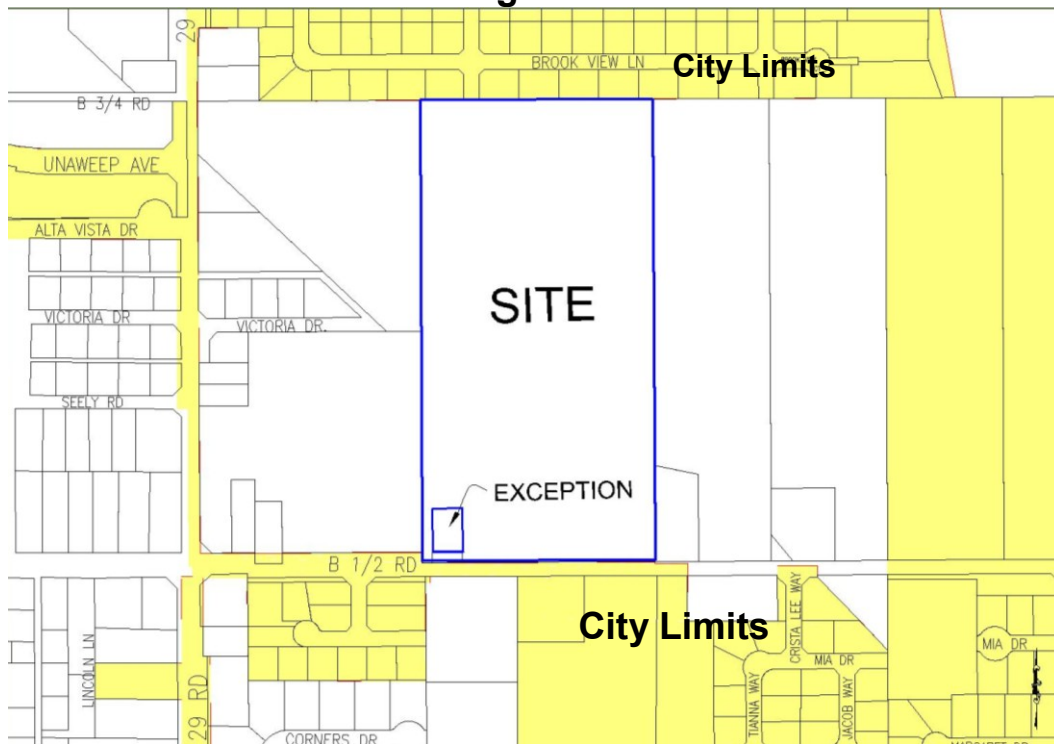 29
BROOK VIEW LN
City Limits
B 3/4 RD
UNAWEEP AVE
ALTA VISTA DR
SITE
VICTORIA DR
VICTORIA DR.
SEELY RD
EXCEPTION
B 1/2 RD
City Limits
CRISTA LEE WAY
MIA DR
LINCOLN LN
MIA DR
TIANNA WAY
JACOB WAY
29 RD
CORNERS DR